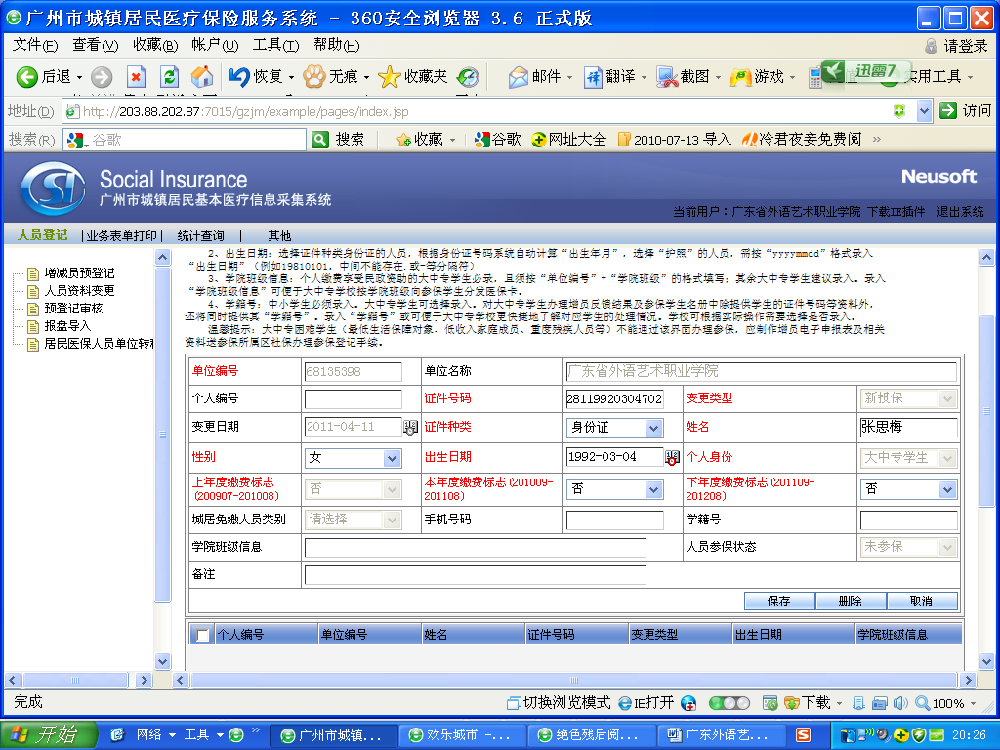 广州市城镇居民医疗保险服务系统 - 360安全浏览器 3.6 正式版
文件(F) 查看(V) 收藏(B) 帐户(U) 工具(T) 帮助(H) 请登录
后退 恢复 无痕 收藏夹 邮件 翻译 截图 游戏 迅雷7 实用工具
地址(D) http://203.88.202.87:7015/gzjm/example/pages/index.jsp 访问
搜索(R) 谷歌 搜索 收藏 谷歌 网址大全 2010-07-13 导入 冷君夜妾免费阅 »
Social Insurance Neusoft
广州市城镇居民基本医疗信息采集系统
当前用户：广东省外语艺术职业学院 下载IE插件 退出系统
人员登记 |业务表单打印| 统计查询 | 其他
增减员预登记
人员资料变更
预登记审核
报盘导入
居民医保人员单位转移
2、出生日期：选择证件种类身份证的人员，根据身份证号码系统自动计算“出生年月”，选择“护照”的人员，需按“yyyymmdd”格式录入
“出生日期”（例如19810101，中间不能存在.或-等分隔符）
3、学院班级信息：个人缴费享受民政资助的大中专学生必录，且须按“单位编号”+“学院班级”的格式填写；其余大中专学生建议录入。录入
“学院班级信息”可便于大中专学校按学院班级向参保学生分发医保卡。
4、学籍号：中小学生必须录入。大中专学生可选择录入。对大中专学生办理增员反馈结果及参保学生名册中除提供学生的证件号码等资料外，
还将同时提供其“学籍号”。录入“学籍号”或可便于大中专学校更快捷地了解对应学生的处理情况。学校可根据实际操作需要选择是否录入。
温馨提示：大中专困难学生（最低生活保障对象、低收入家庭成员、重度残疾人员等）不能通过该界面办理参保，应制作增员电子申报表及相关
资料送参保所属区社保办理参保登记手续。
单位编号 68135398 单位名称 广东省外语艺术职业学院
个人编号 证件号码 28119920304702 变更类型 新投保
变更日期 2011-04-11 证件种类 身份证 姓名 张思梅
性别 女 出生日期 1992-03-04 个人身份 大中专学生
上年度缴费标志 (200907-201008) 否 本年度缴费标志 (201009-201108) 否 下年度缴费标志 (201109-201208) 否
城居免缴人员类别 请选择 手机号码 学籍号
学院班级信息 人员参保状态 未参保
备注
保存 删除 取消
个人编号 单位编号 姓名 证件号码 变更类型 出生日期 学院班级信息
完成 切换浏览模式 IE打开 下载 100%
开始 网络 工具 » 广州市城镇... 欢乐城市 -... 绝色残后阅... 广东外语艺... 20:26